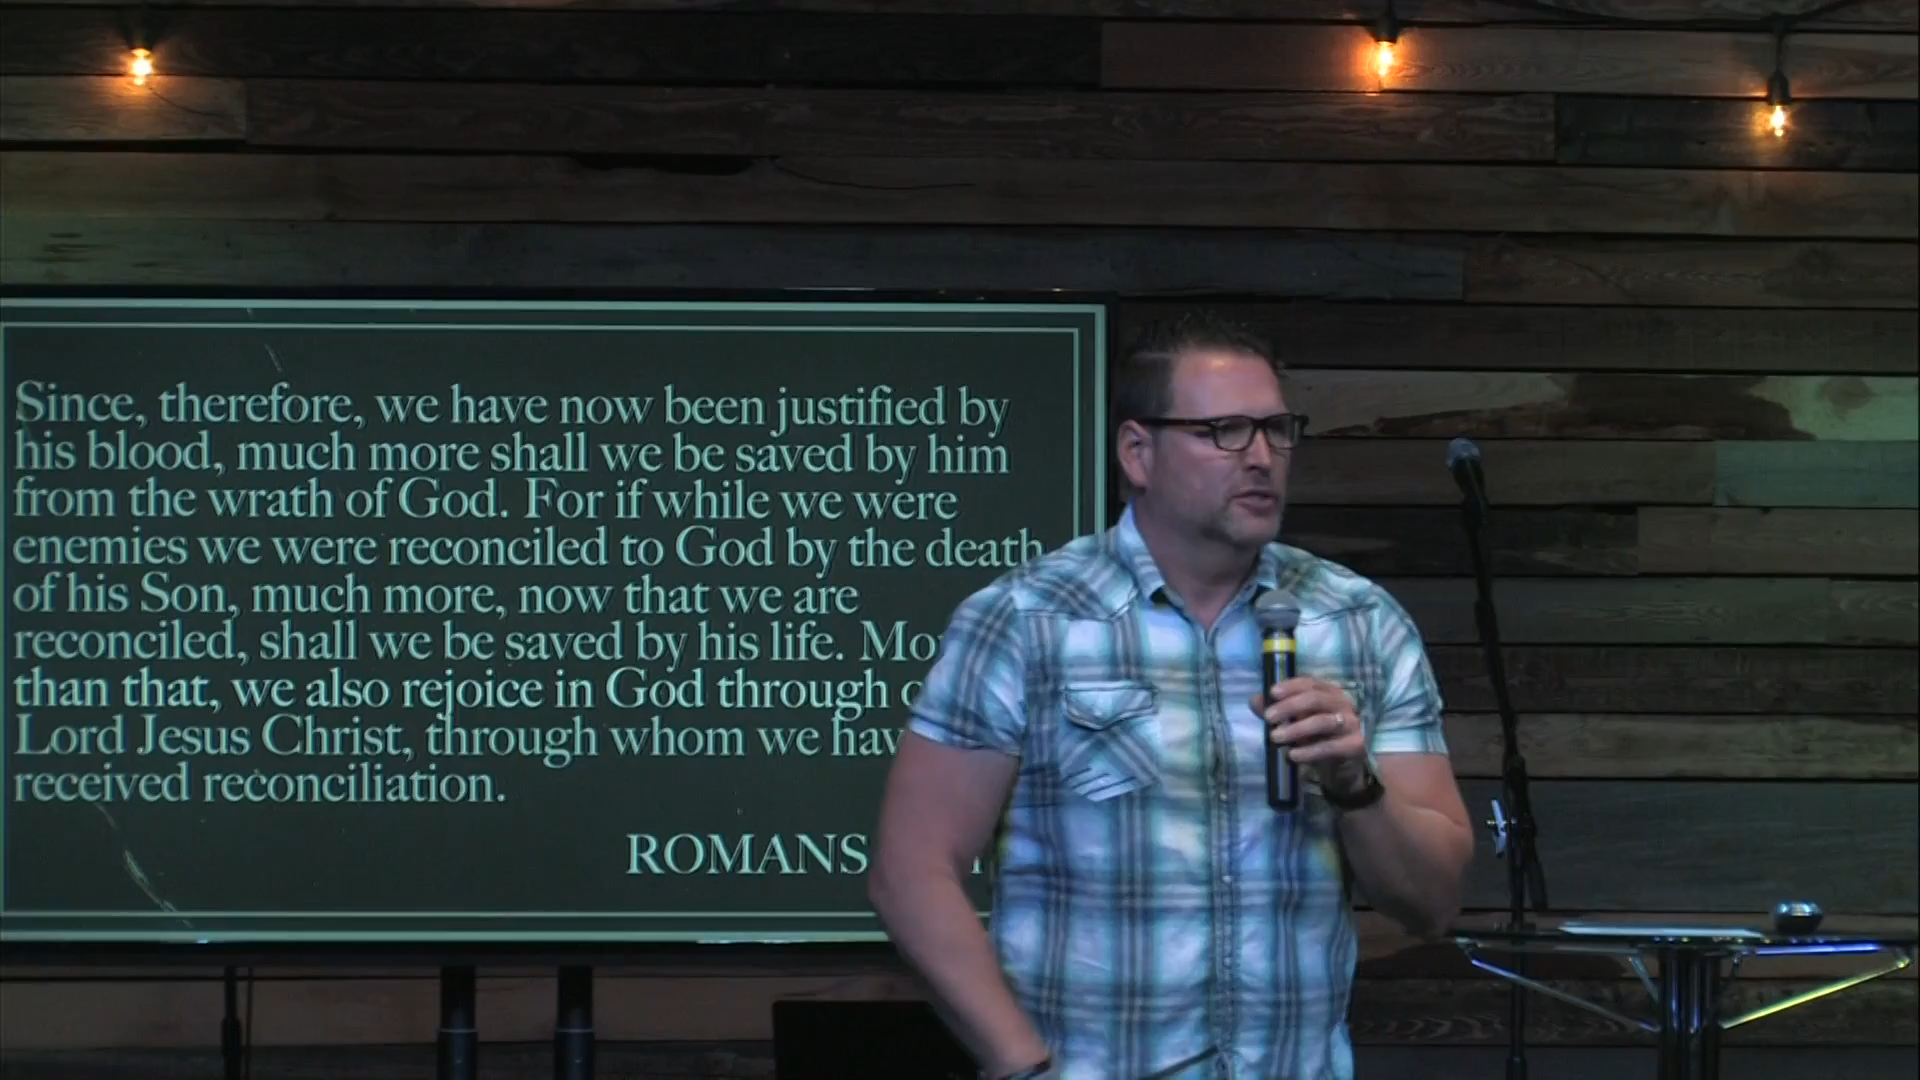 Since, therefore, we have now been justified by
his blood, much more shall we be saved by him
from the wrath of God. For if while we were
enemies we were reconciled to God by the death
of his Son, much more, now that we are
reconciled, shall we be saved by his life.
than that, we also rejoice in God through
Lord Jesus Christ, through whom we
received reconciliation.
ROMANS